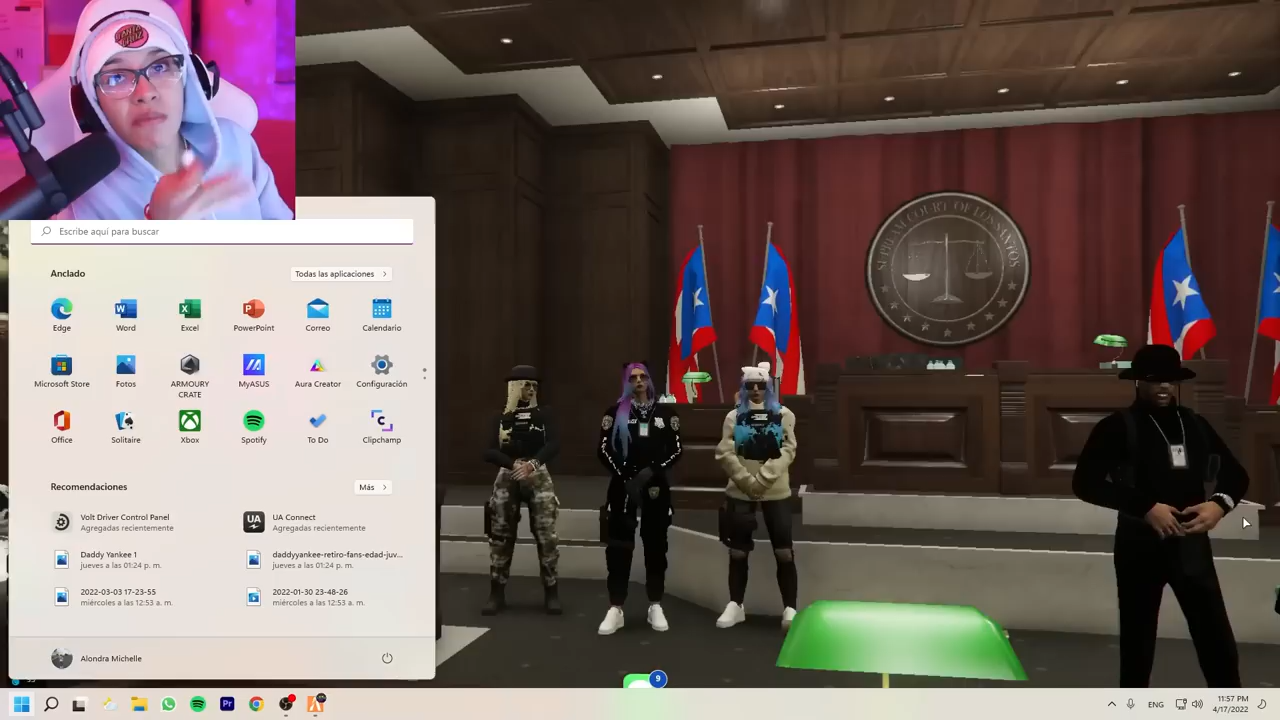 SUPREME COURT OF LOS SANTOS
Escribe aquí para buscar
Anclado
Todas las aplicaciones
Edge
Word
Excel
PowerPoint
Correo
Calendario
Microsoft Store
Fotos
ARMOURY CRATE
MyASUS
Aura Creator
Configuración
Office
Solitaire
Xbox
Spotify
To Do
Clipchamp
Recomendaciones
Más
Volt Driver Control Panel
Agregadas recientemente
UA Connect
Agregadas recientemente
Daddy Yankee 1
jueves a las 01:24 p. m.
daddyyankee-retiro-fans-edad-juv...
jueves a las 01:24 p. m.
2022-03-03 17-23-55
miércoles a las 12:53 a. m.
2022-01-30 23-48-26
miércoles a las 12:53 a. m.
Alondra Michelle
9
ENG
11:57 PM
4/17/2022